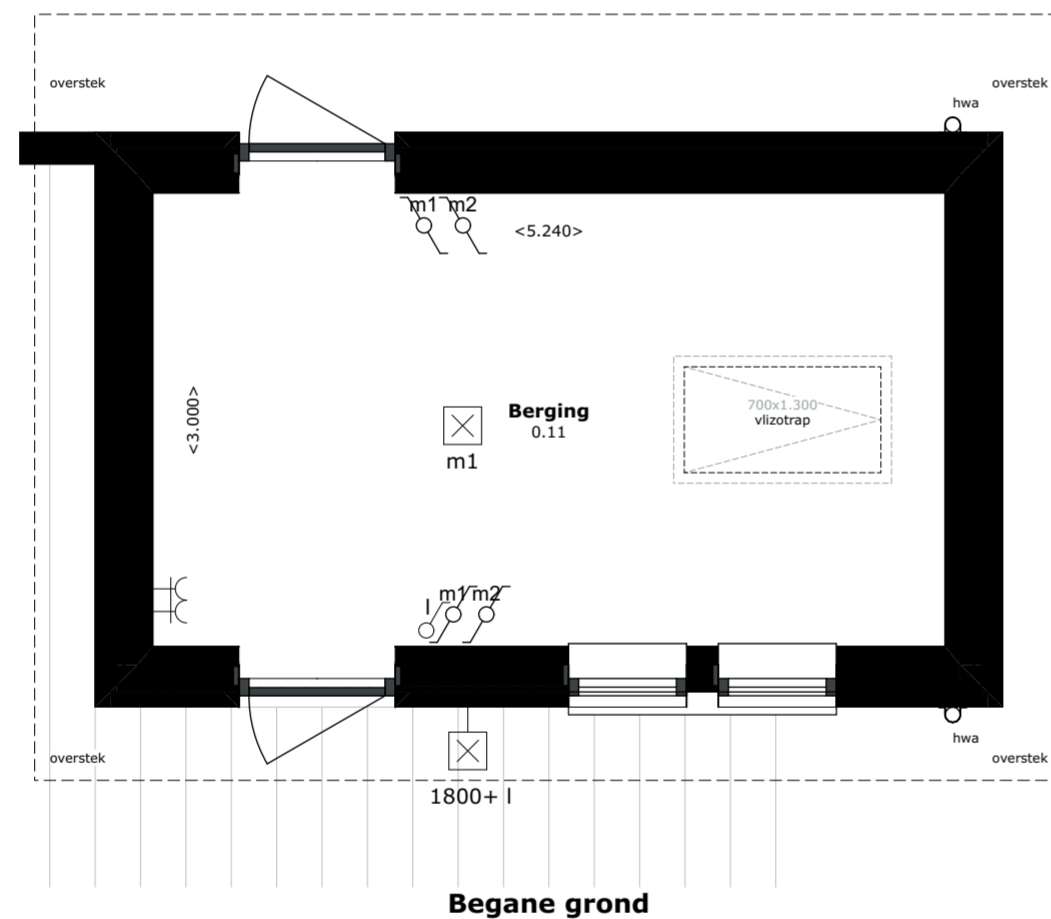 overstek
overstek
hwa
m1 m2
<5.240>
<3.000>
Berging
0.11
m1
700x1.300
vlizotrap
l m1 m2
hwa
overstek
overstek
1800+ l
Begane grond